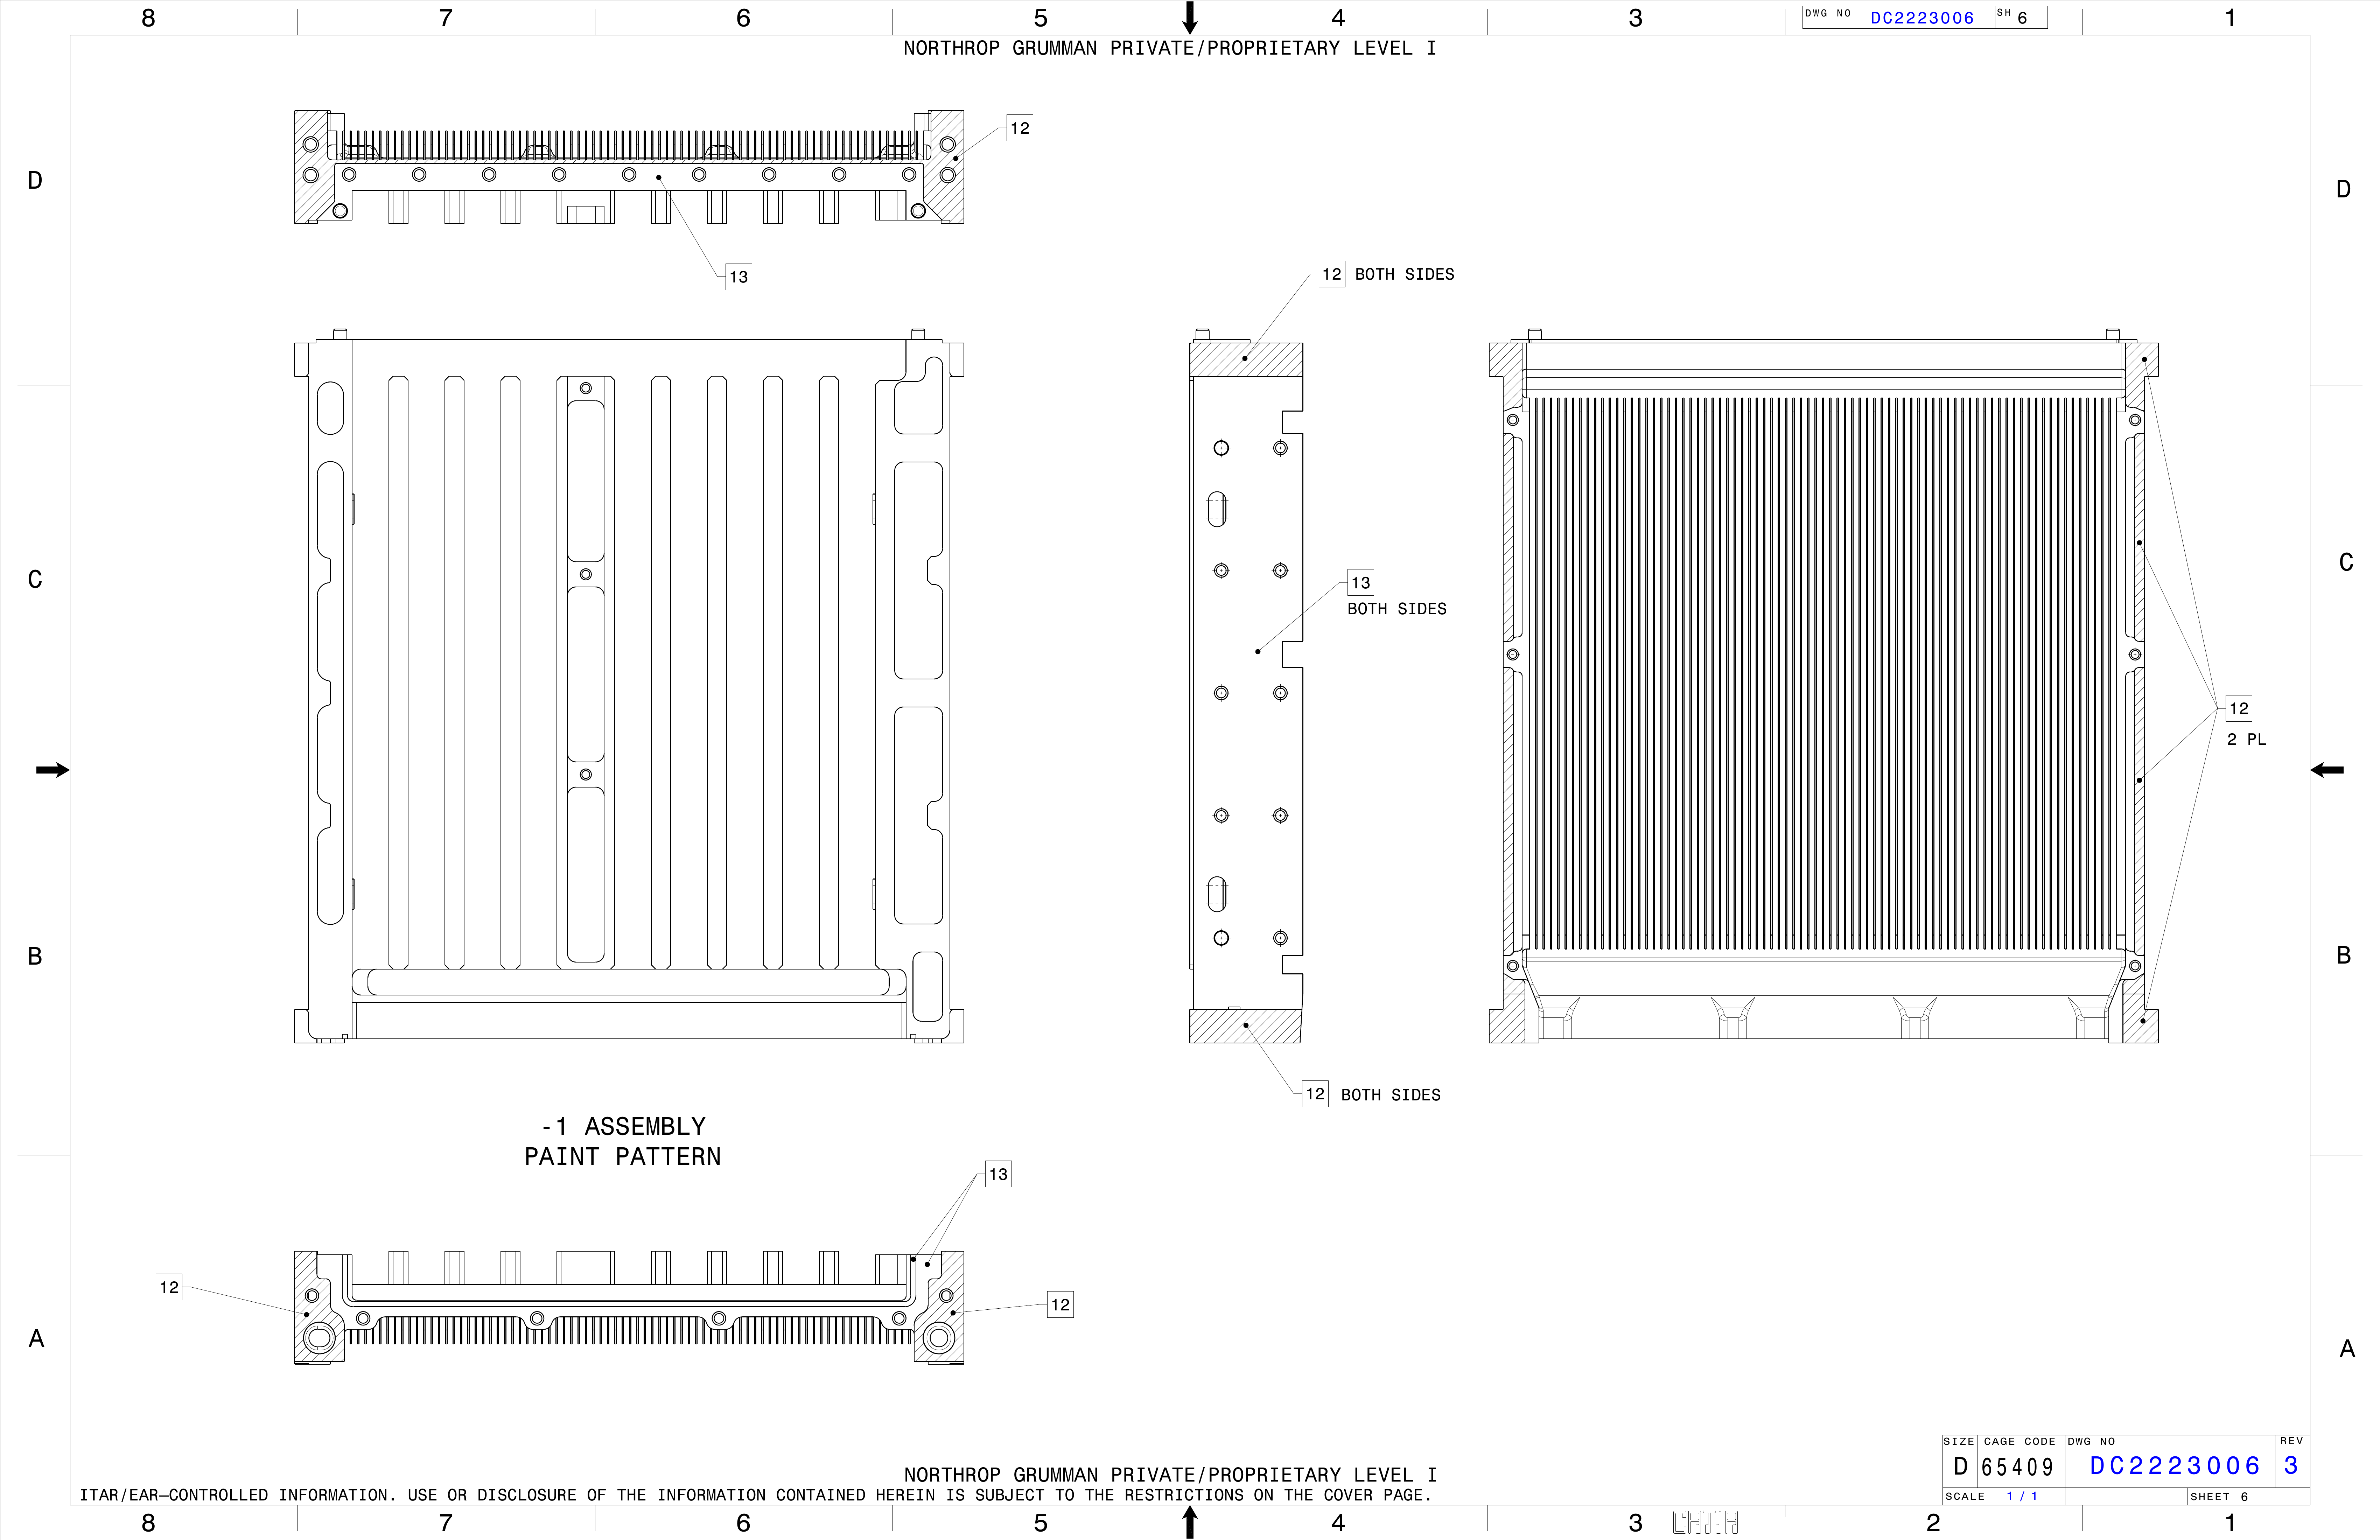 8 7 6 5 4 3 1
DWG NO DC2223006 SH 6
NORTHROP GRUMMAN PRIVATE/PROPRIETARY LEVEL I
12
D D
13
12 BOTH SIDES
C C
13
BOTH SIDES
12
2 PL
B B
12 BOTH SIDES
-1 ASSEMBLY
PAINT PATTERN
13
12
12
A A
SIZE CAGE CODE DWG NO REV
D 65409 DC2223006 3
NORTHROP GRUMMAN PRIVATE/PROPRIETARY LEVEL I
ITAR/EAR—CONTROLLED INFORMATION. USE OR DISCLOSURE OF THE INFORMATION CONTAINED HEREIN IS SUBJECT TO THE RESTRICTIONS ON THE COVER PAGE.
SCALE 1 / 1 SHEET 6
8 7 6 5 4 3 CATIA 2 1